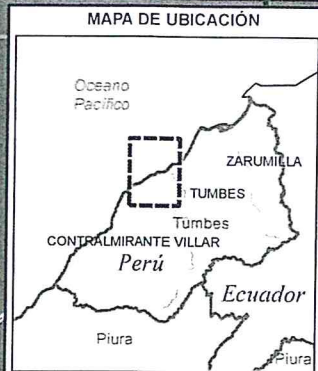 MAPA DE UBICACIÓN
Oceano
Pacifico
ZARUMILLA
TUMBES
Tumbes
CONTRALMIRANTE VILLAR
Perú
Ecuador
Piura
Piura